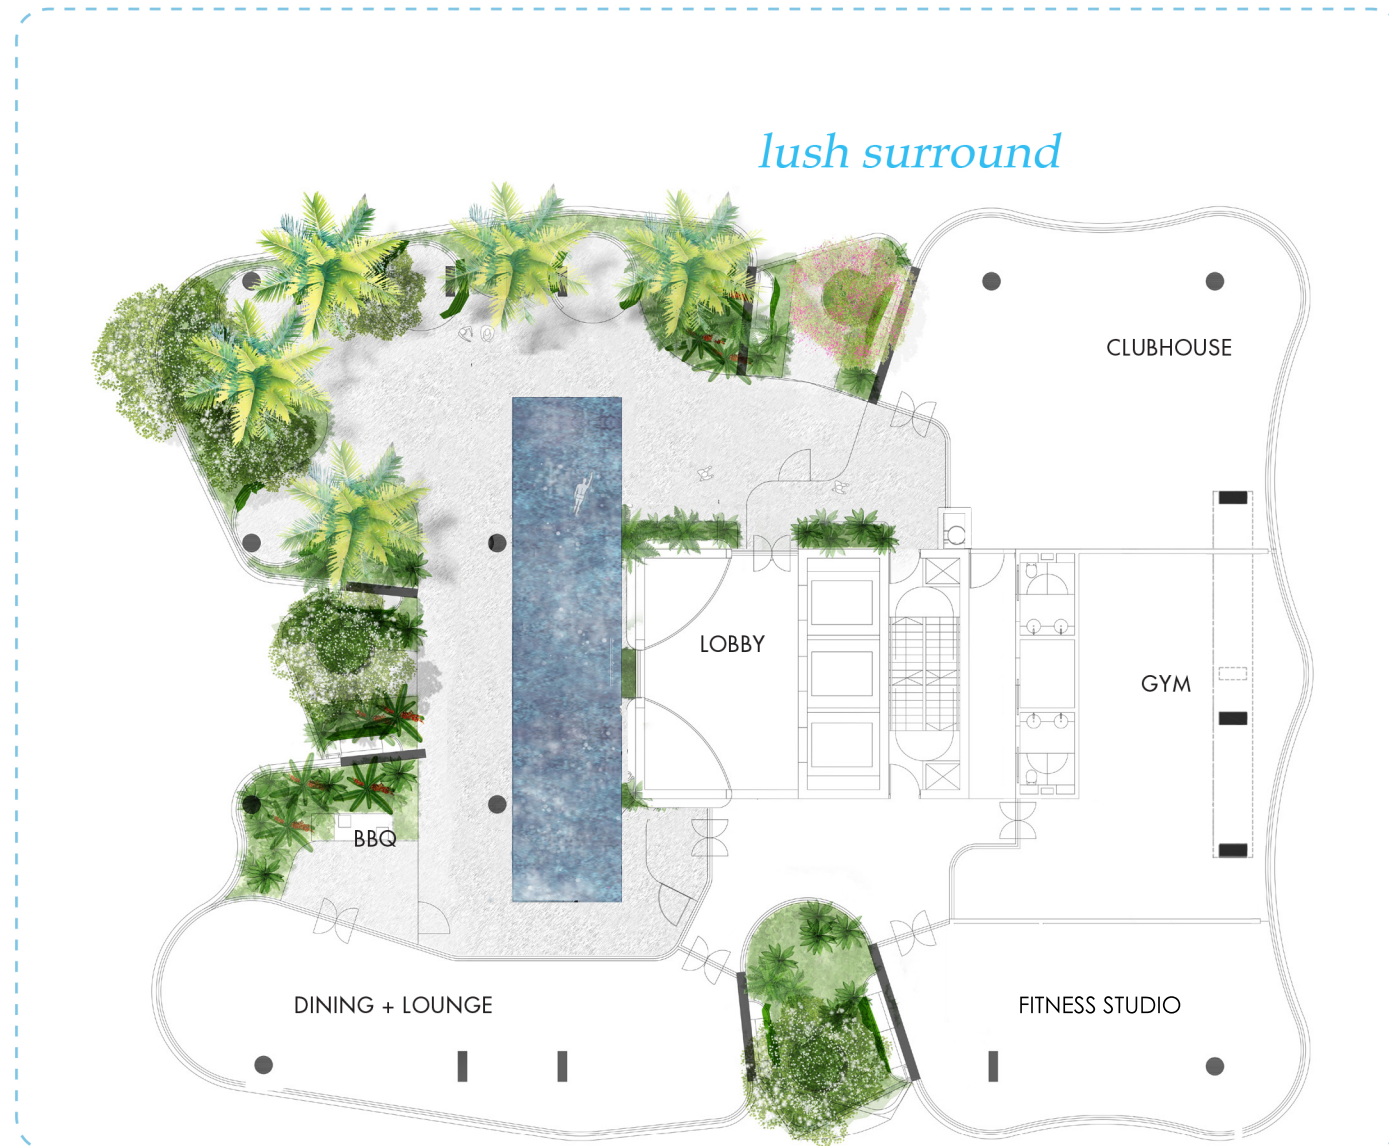 lush surround
CLUBHOUSE
LOBBY
GYM
BBQ
DINING + LOUNGE
FITNESS STUDIO